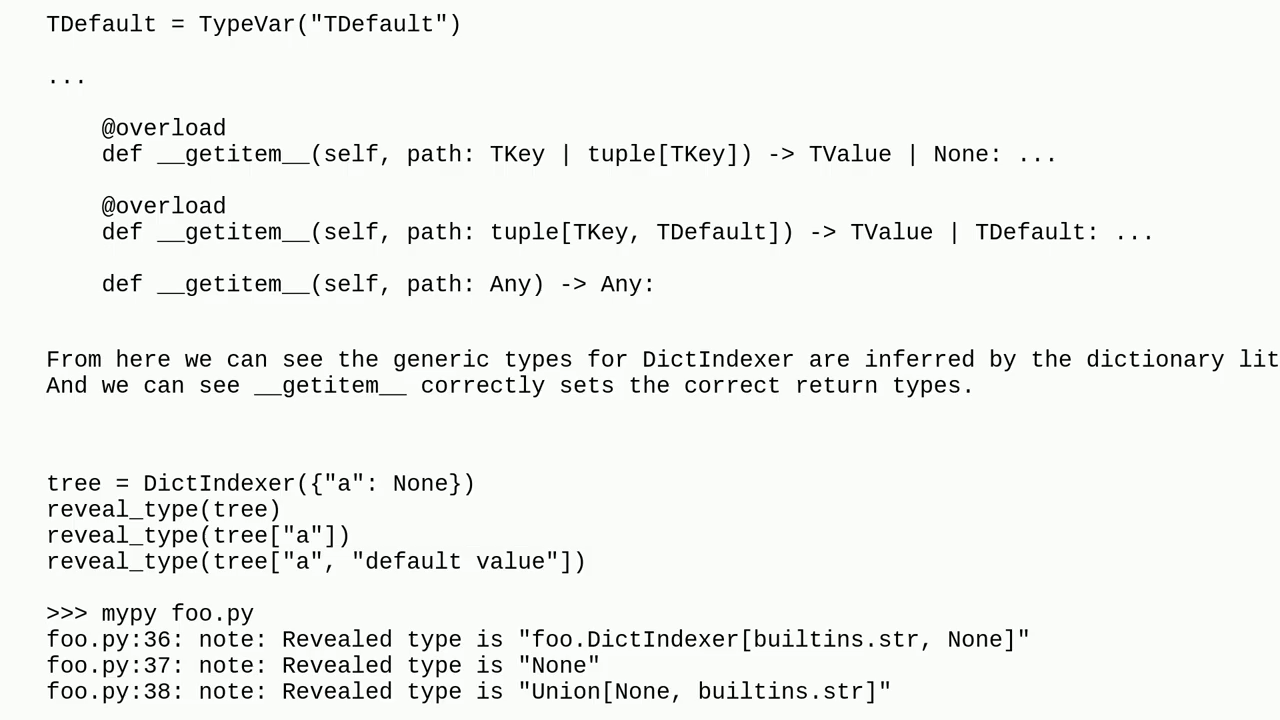 TDefault = TypeVar("TDefault")
...
    @overload
    def __getitem__(self, path: TKey | tuple[TKey]) -> TValue | None: ...
    @overload
    def __getitem__(self, path: tuple[TKey, TDefault]) -> TValue | TDefault: ...
    def __getitem__(self, path: Any) -> Any:
From here we can see the generic types for DictIndexer are inferred by the dictionary lit
And we can see __getitem__ correctly sets the correct return types.
tree = DictIndexer({"a": None})
reveal_type(tree)
reveal_type(tree["a"])
reveal_type(tree["a", "default value"])
>>> mypy foo.py
foo.py:36: note: Revealed type is "foo.DictIndexer[builtins.str, None]"
foo.py:37: note: Revealed type is "None"
foo.py:38: note: Revealed type is "Union[None, builtins.str]"